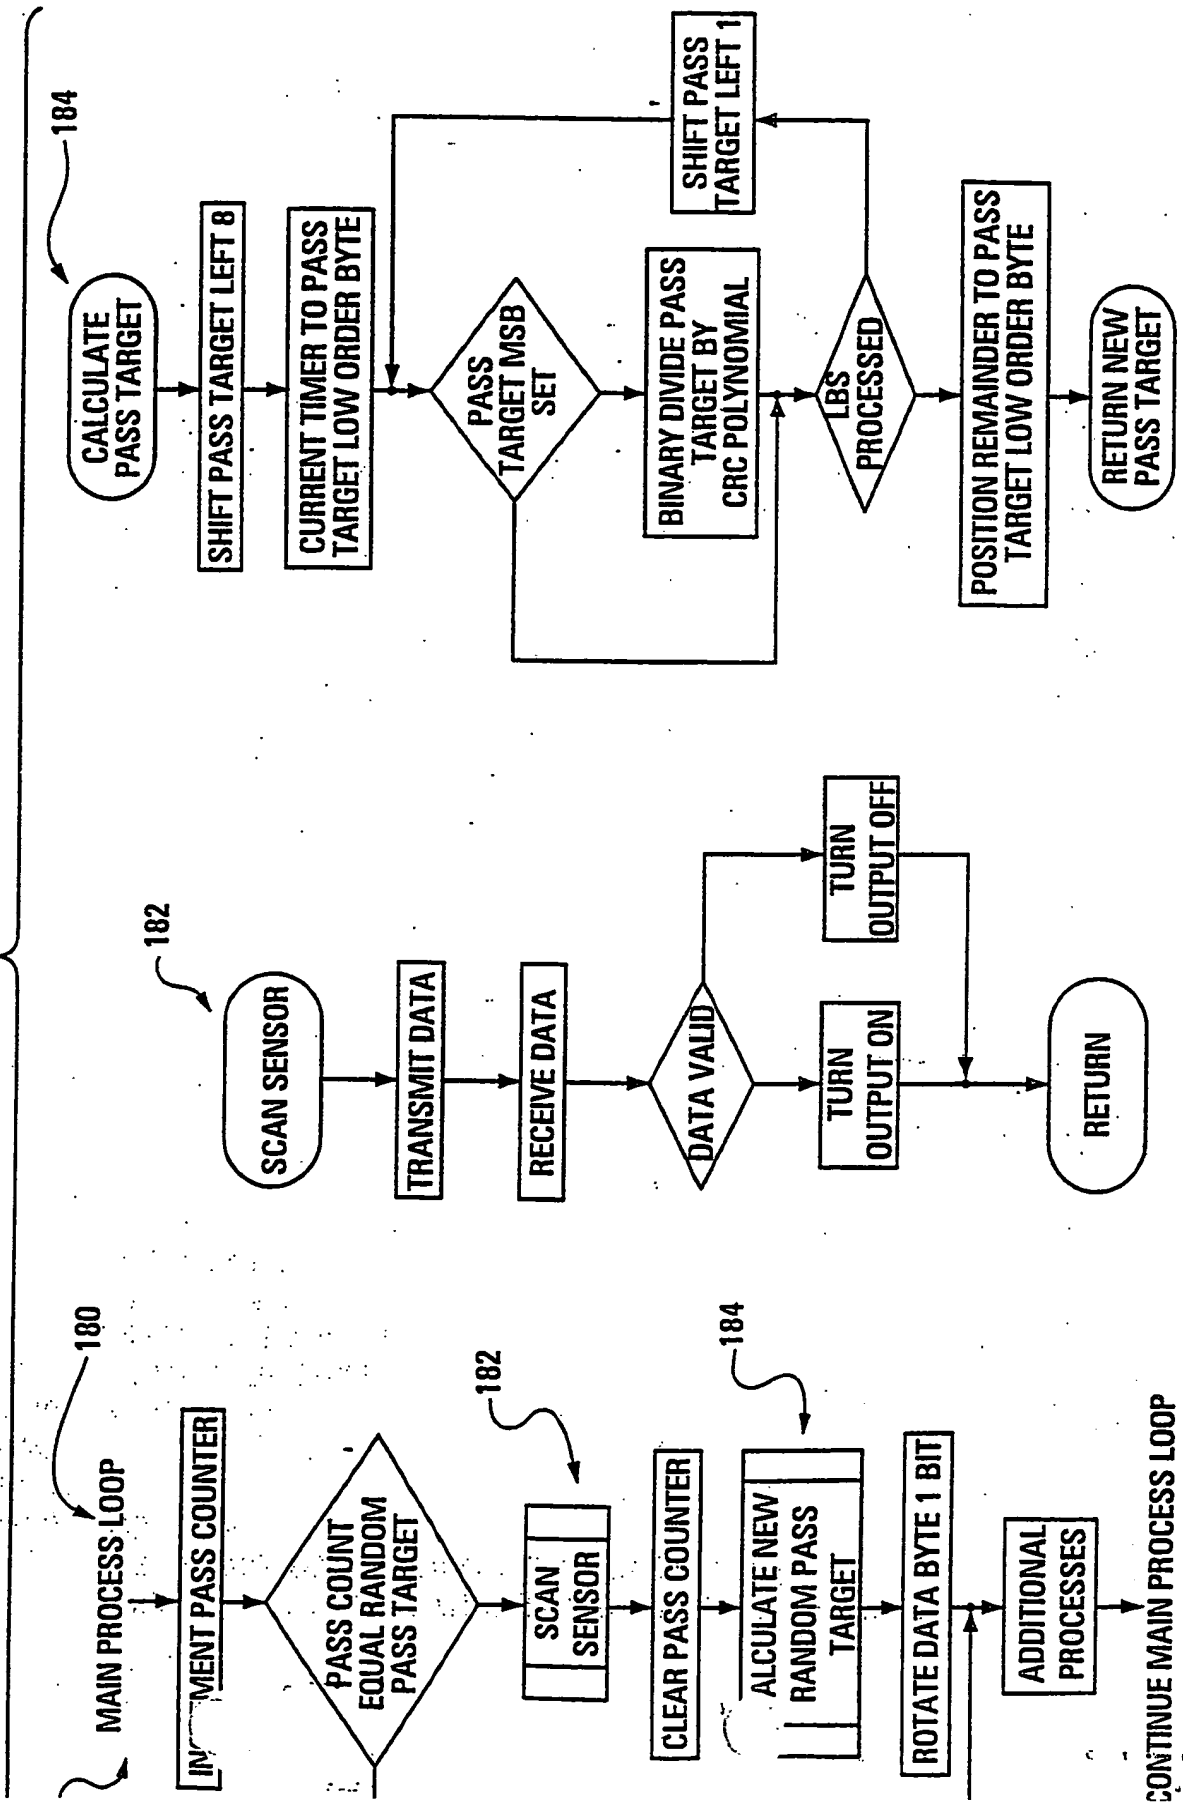 180
MAIN PROCESS LOOP
MENT PASS COUNTER
PASS COUNT
EQUAL RANDOM
PASS TARGET
182
SCAN
SENSOR
CLEAR PASS COUNTER
184
ALCULATE NEW
RANDOM PASS
TARGET
ROTATE DATA BYTE 1 BIT
ADDITIONAL
PROCESSES
CONTINUE MAIN PROCESS LOOP
182
SCAN SENSOR
TRANSMIT DATA
RECEIVE DATA
DATA VALID
TURN
OUTPUT ON
TURN
OUTPUT OFF
RETURN
184
CALCULATE
PASS TARGET
SHIFT PASS TARGET LEFT 8
CURRENT TIMER TO PASS
TARGET LOW ORDER BYTE
PASS
TARGET MSB
SET
BINARY DIVIDE PASS
TARGET BY
CRC POLYNOMIAL
LBS
PROCESSED
SHIFT PASS
TARGET LEFT 1
POSITION REMAINDER TO PASS
TARGET LOW ORDER BYTE
RETURN NEW
PASS TARGET